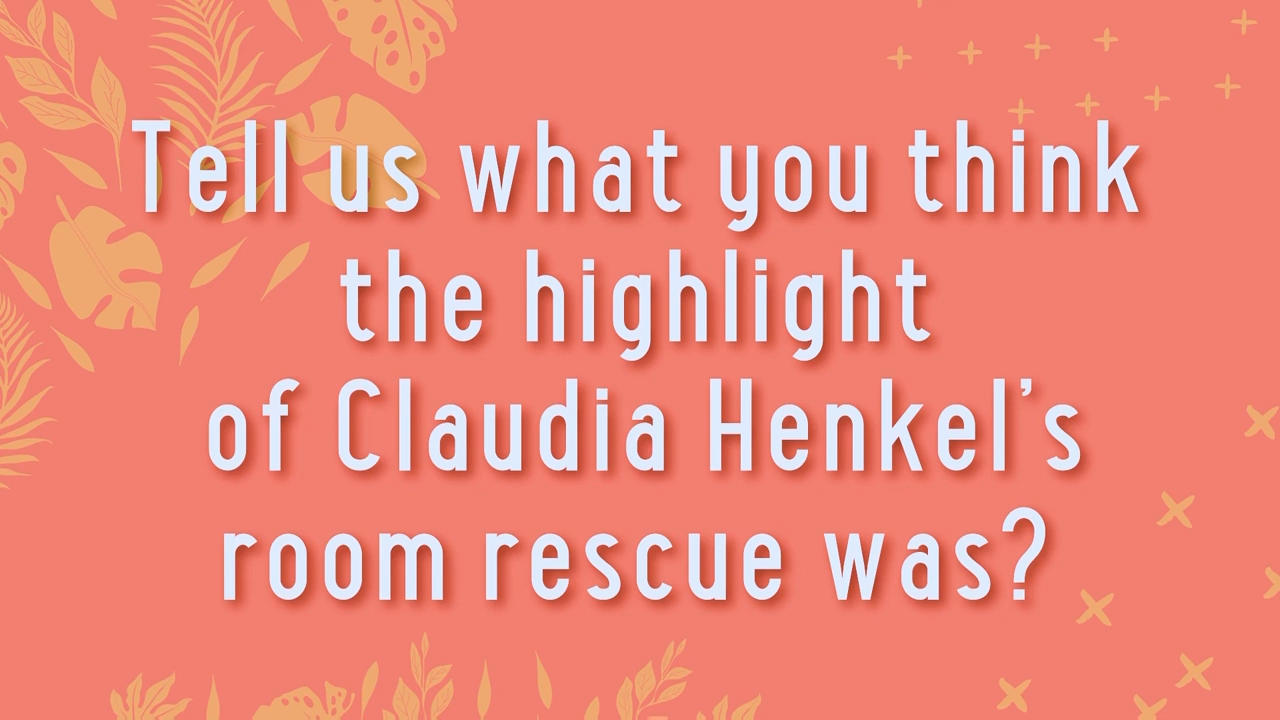 Tell us what you think
the highlight
of Claudia Henkel's
room rescue was?